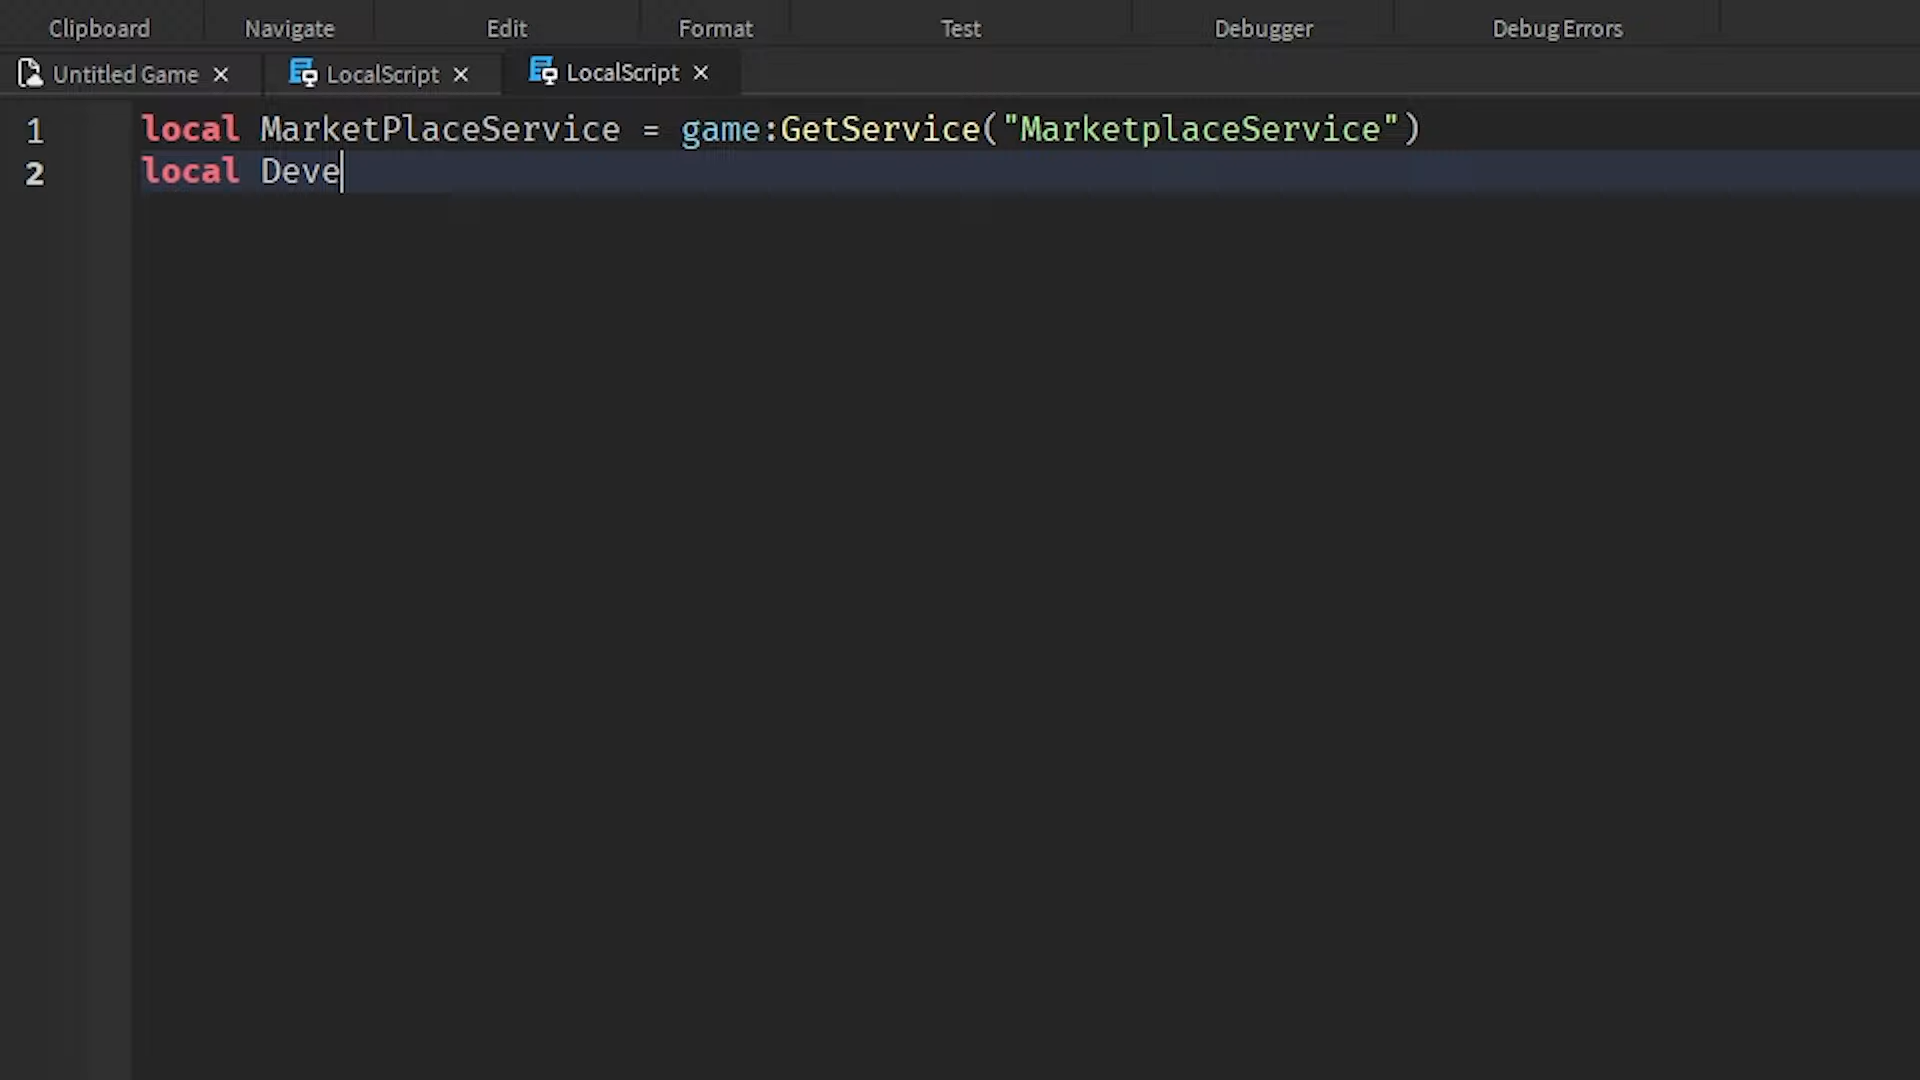 Clipboard Navigate Edit Format Test Debugger Debug Errors
Untitled Game LocalScript LocalScript
1 local MarketPlaceService = game:GetService("MarketplaceService")
2 local Deve